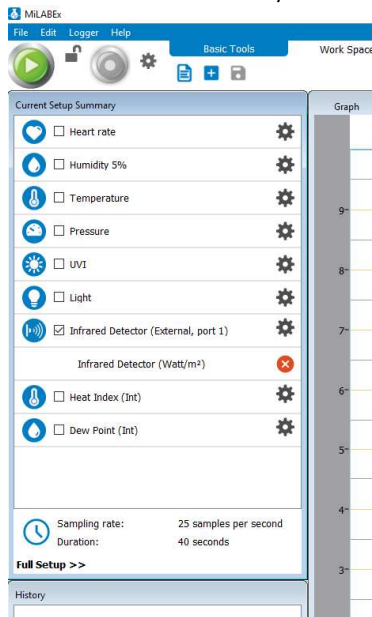 MiLABEx
File Edit Logger Help
Basic Tools
Work Space
Current Setup Summary
Heart rate
Humidity 5%
Temperature
Pressure
UVI
Light
Infrared Detector (External, port 1)
Infrared Detector (Watt/m²)
Heat Index (Int)
Dew Point (Int)
Sampling rate: 25 samples per second
Duration: 40 seconds
Full Setup >>
History
Graph
9-
8-
7-
6-
5-
4-
3-